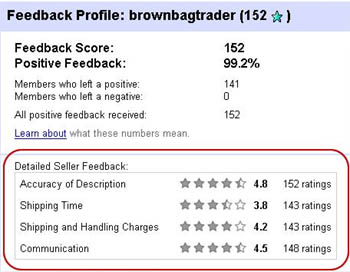 Feedback Profile: brownbagtrader (152 )
Feedback Score: 152
Positive Feedback: 99.2%
Members who left a positive: 141
Members who left a negative: 0
All positive feedback received: 152
Learn about what these numbers mean.
Detailed Seller Feedback:
Accuracy of Description 4.8 152 ratings
Shipping Time 3.8 143 ratings
Shipping and Handling Charges 4.2 143 ratings
Communication 4.5 148 ratings